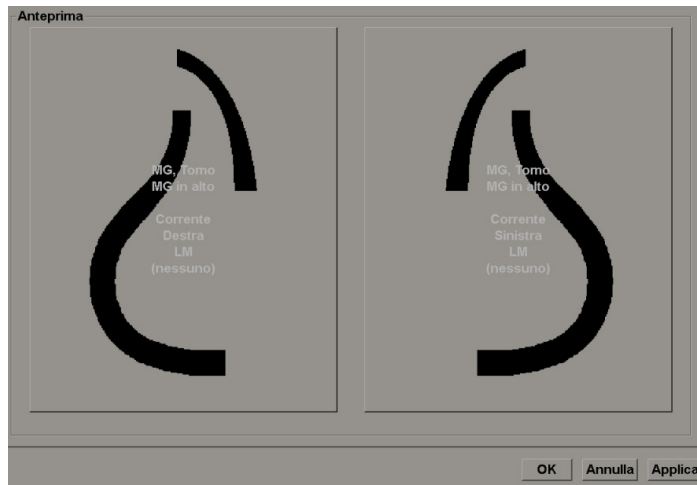 Anteprima
MG, Tomo
MG in alto
Corrente
Destra
LM
(nessuno)
MG, Tomo
MG in alto
Corrente
Sinistra
LM
(nessuno)
OK
Annulla
Applica